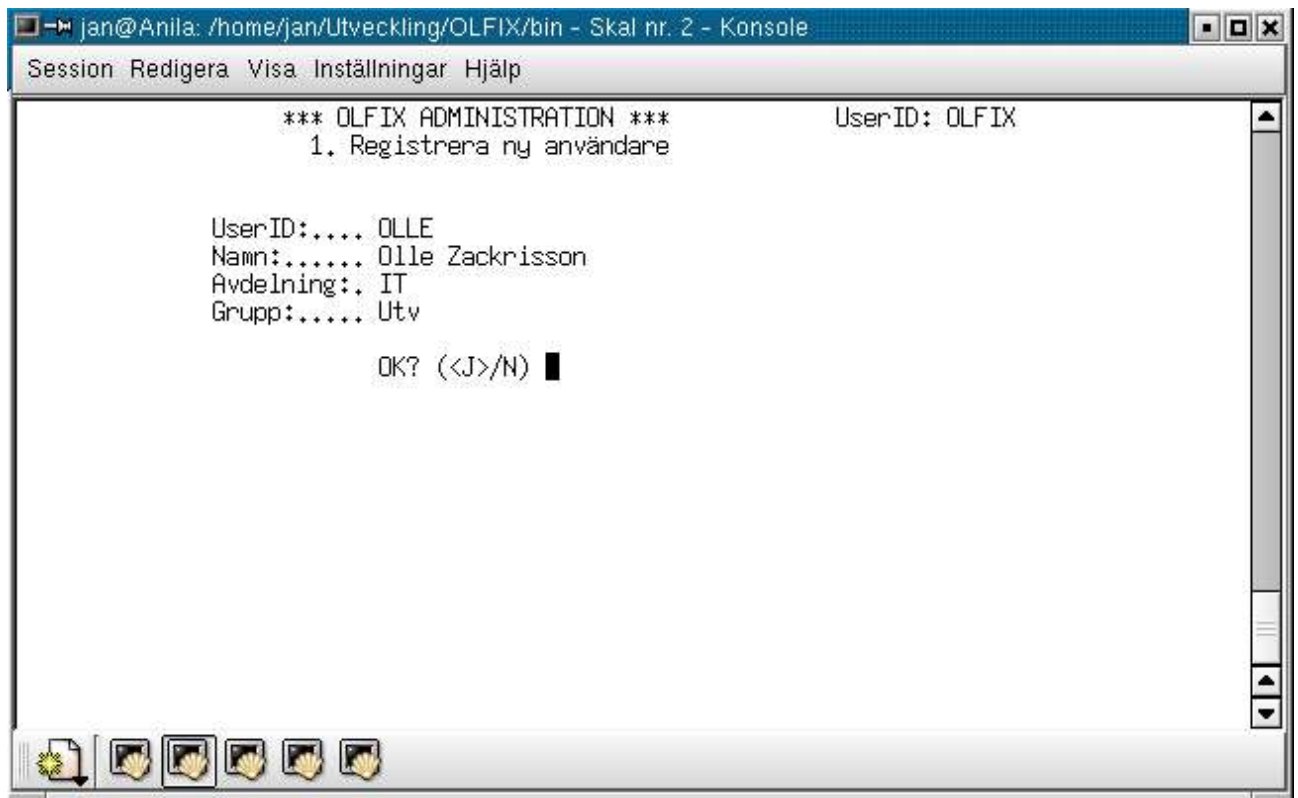 jan@Anila: /home/jan/Utveckling/OLFIX/bin - Skal nr. 2 - Konsole
Session Redigera Visa Inställningar Hjälp
*** OLFIX ADMINISTRATION *** UserID: OLFIX
1. Registrera ny användare
UserID:.... OLLE
Namn:...... Olle Zackrisson
Avdelning:. IT
Grupp:..... Utv
OK? (<J>/N)